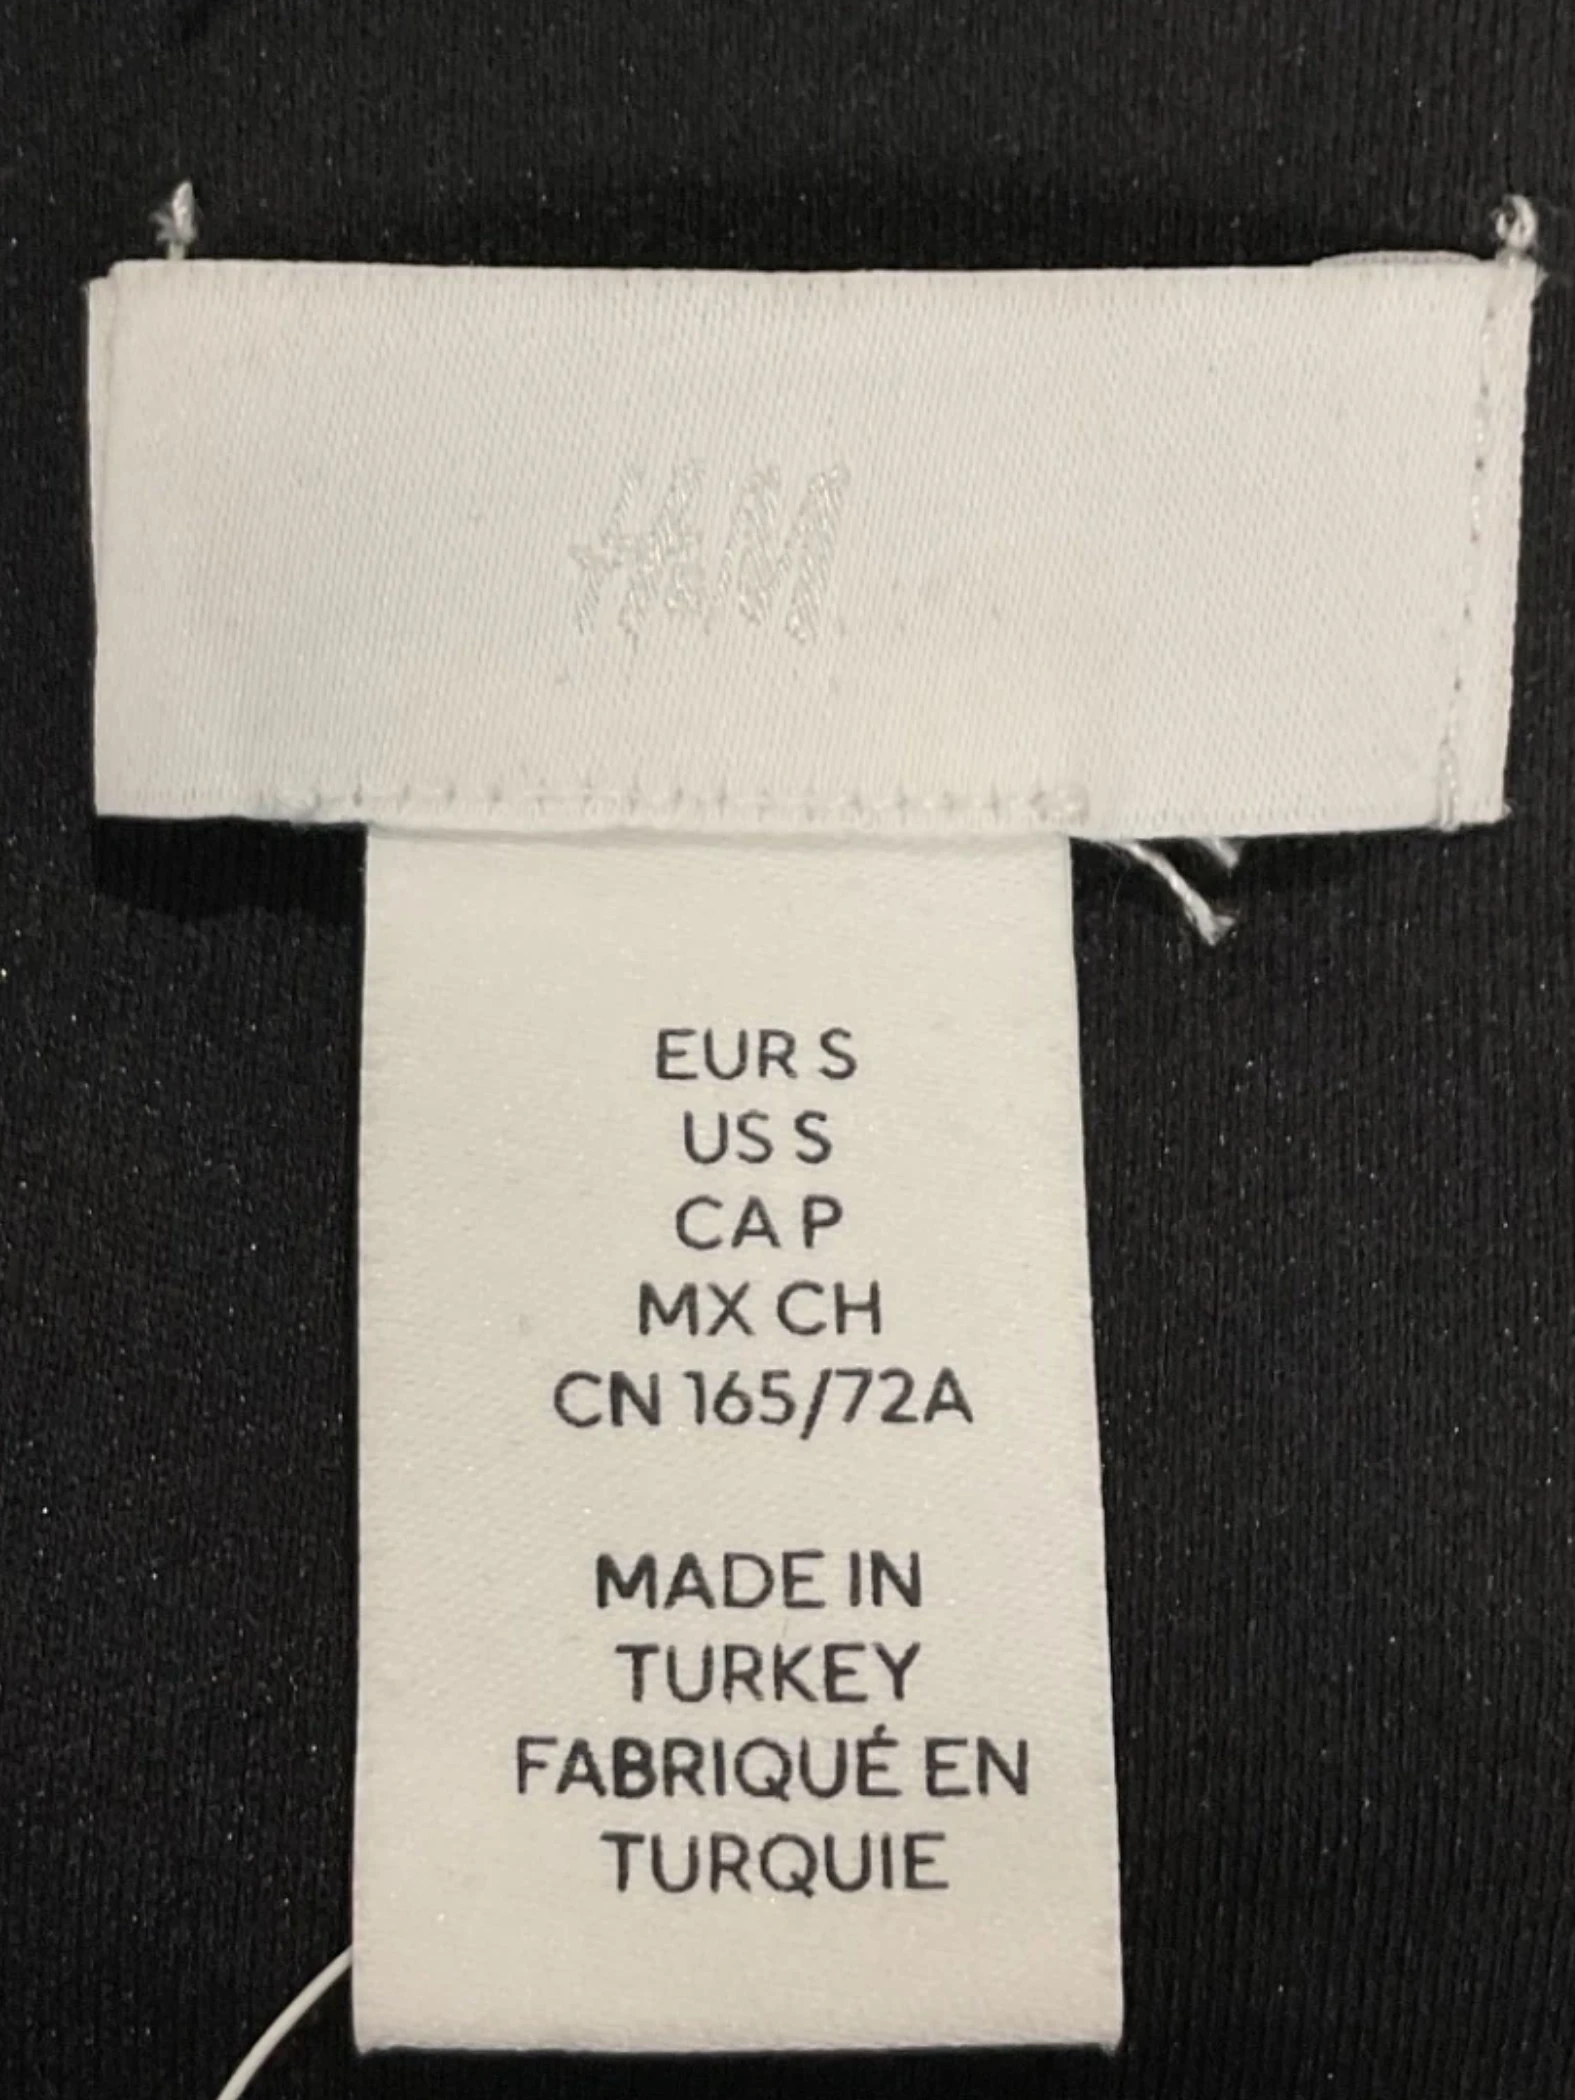 H&M
EUR S
US S
CA P
MX CH
CN 165/72A
MADE IN
TURKEY
FABRIQUÉ EN
TURQUIE